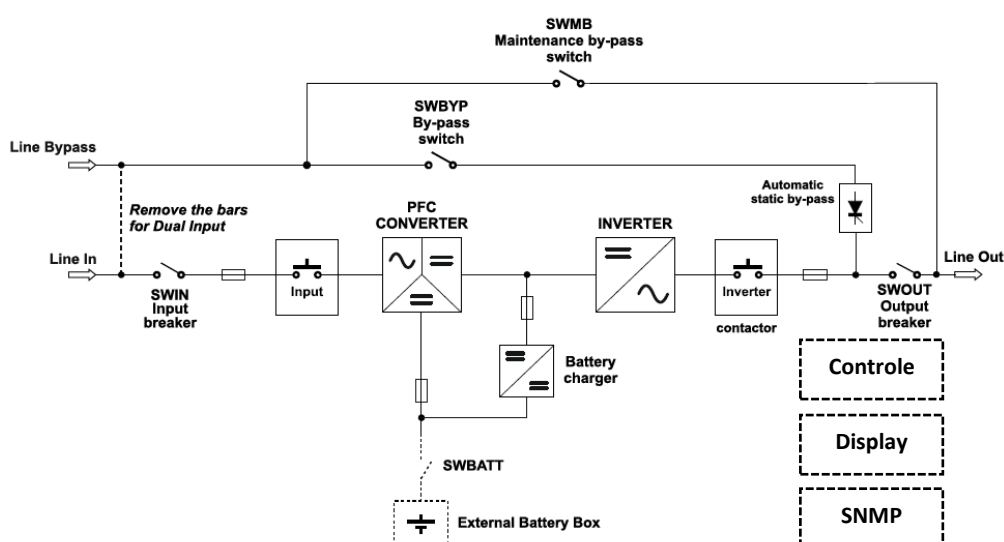 SWMB
Maintenance by-pass
switch
SWBYP
By-pass
switch
Line Bypass
Automatic
static by-pass
Remove the bars
for Dual Input
PFC
CONVERTER
INVERTER
Line In
Line Out
Input
Inverter
SWIN
Input
breaker
contactor
SWOUT
Output
breaker
Battery
charger
Controle
Display
SWBATT
SNMP
External Battery Box